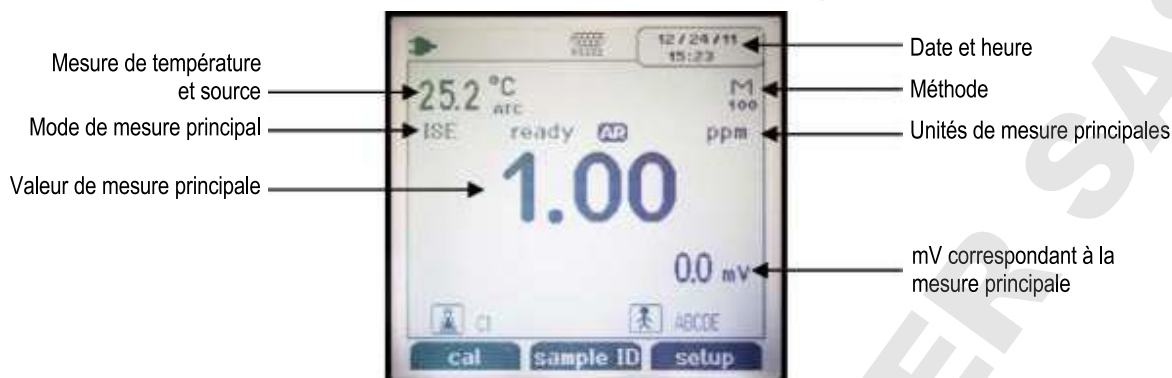 12/24/11
15:23
Mesure de température
et source
25.2 °C
ATC
M
100
Date et heure
Méthode
Mode de mesure principal
ISE ready AR ppm
Unités de mesure principales
Valeur de mesure principale
1.00
0.0 mV
mV correspondant à la
mesure principale
Cl ABCDE
cal sample ID setup
ER SA